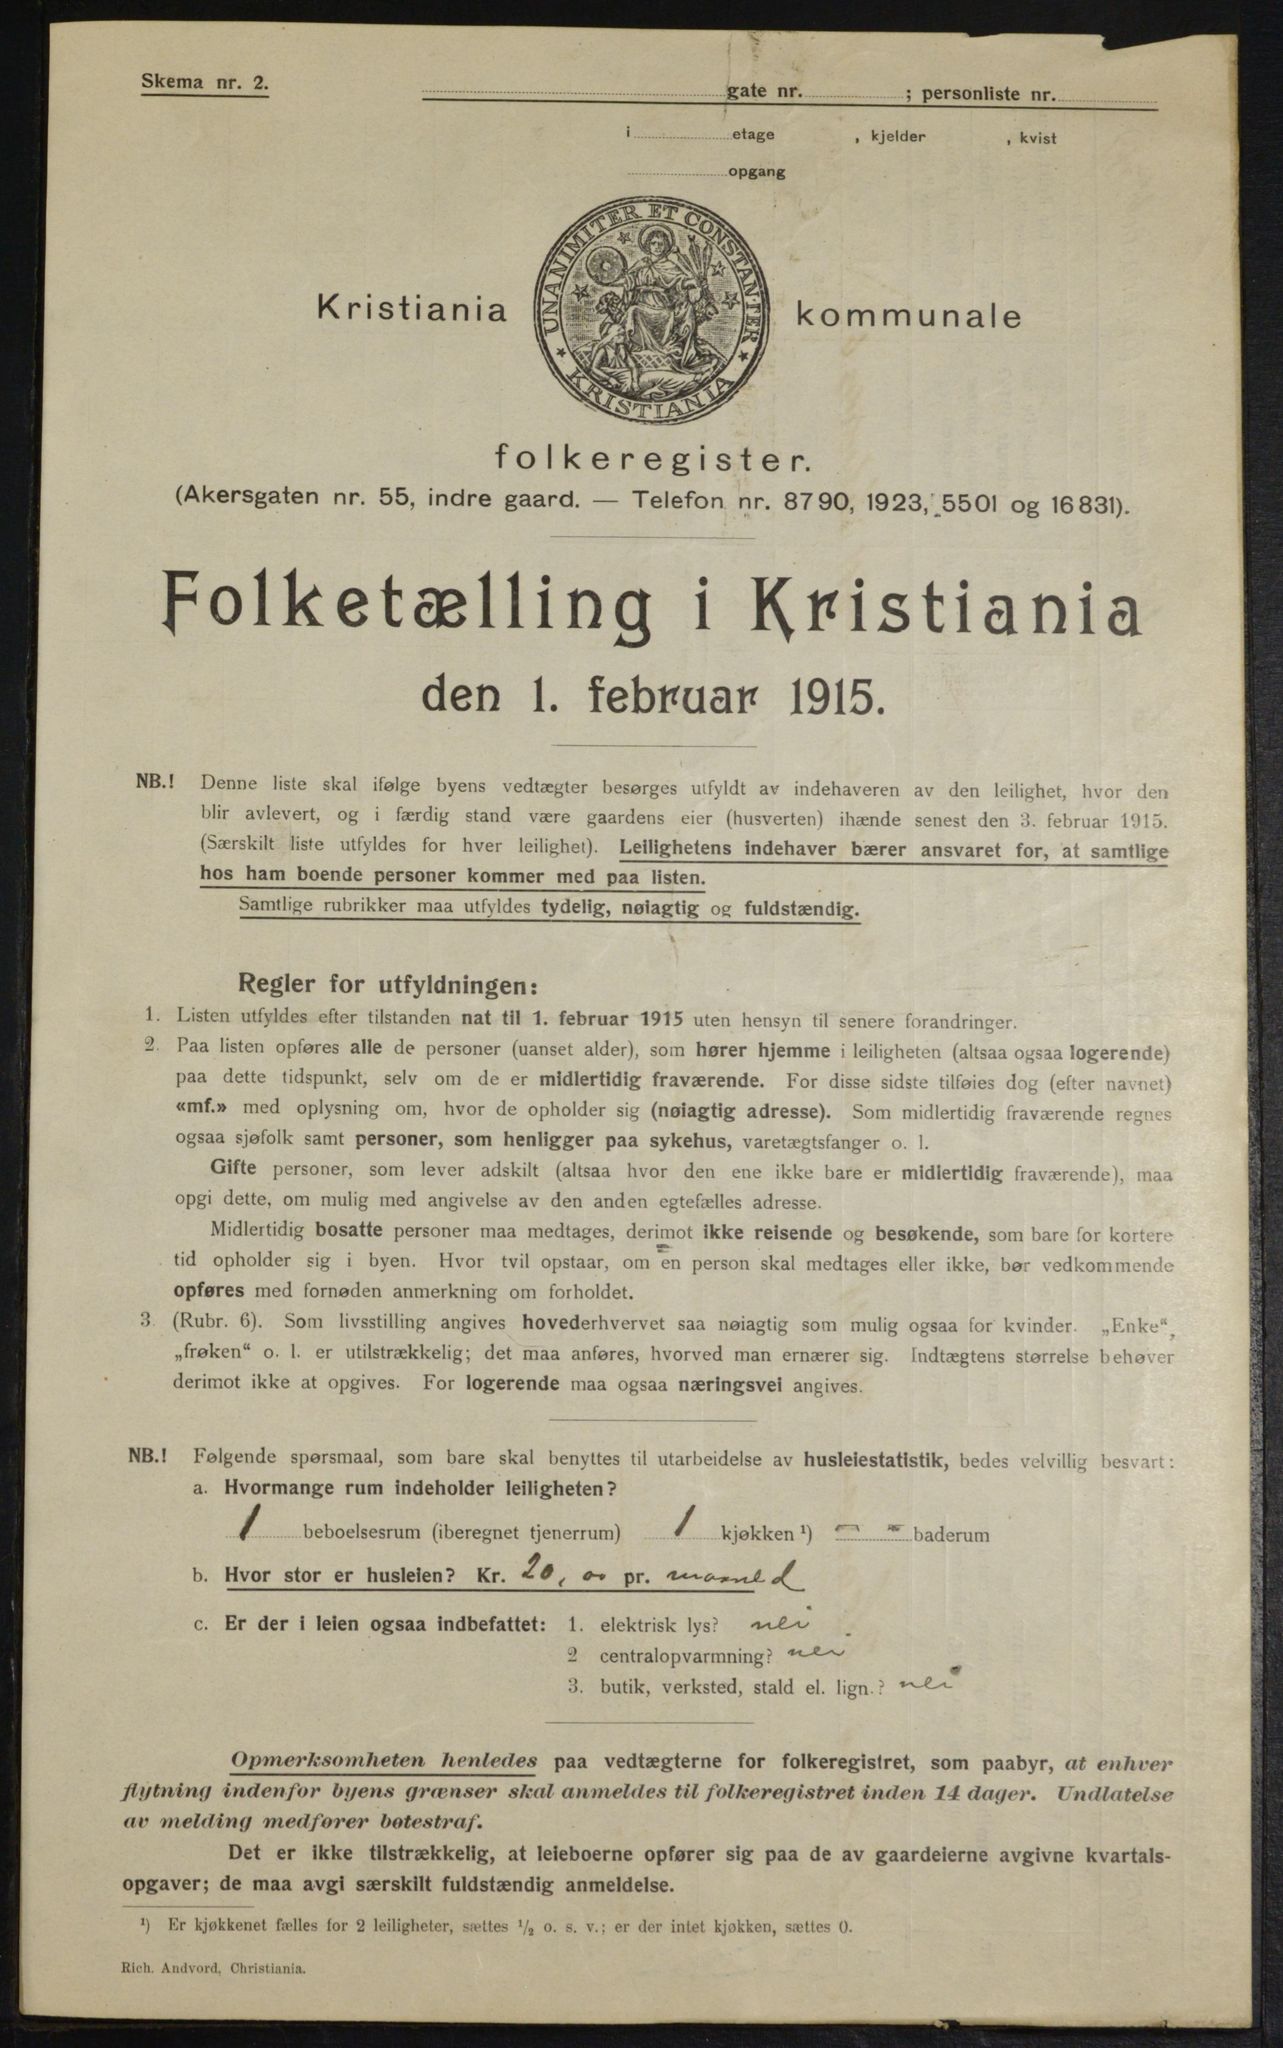 Skema nr. 2.
gate nr. ; personliste nr.
i etage , kjelder , kvist
opgang
UNANIMITER ET CONSTANTER
★ KRISTIANIA ★
Kristiania kommunale
folkeregister.
(Akersgaten nr. 55, indre gaard. — Telefon nr. 8790, 1923, 5501 og 16831).
Folketælling i Kristiania
den 1. februar 1915.
NB.! Denne liste skal ifølge byens vedtægter besørges utfyldt av indehaveren av den leilighet, hvor den
blir avlevert, og i færdig stand være gaardens eier (husverten) ihænde senest den 3. februar 1915.
(Særskilt liste utfyldes for hver leilighet). Leilighetens indehaver bærer ansvaret for, at samtlige
hos ham boende personer kommer med paa listen.
Samtlige rubrikker maa utfyldes tydelig, nøiagtig og fuldstændig.
Regler for utfyldningen:
1. Listen utfyldes efter tilstanden nat til 1. februar 1915 uten hensyn til senere forandringer.
2. Paa listen opføres alle de personer (uanset alder), som hører hjemme i leiligheten (altsaa ogsaa logerende)
paa dette tidspunkt, selv om de er midlertidig fraværende. For disse sidste tilføies dog (efter navnet)
«mf.» med oplysning om, hvor de opholder sig (nøiagtig adresse). Som midlertidig fraværende regnes
ogsaa sjøfolk samt personer, som henligger paa sykehus, varetægtsfanger o. l.
Gifte personer, som lever adskilt (altsaa hvor den ene ikke bare er midlertidig fraværende), maa
opgi dette, om mulig med angivelse av den anden egtefælles adresse.
Midlertidig bosatte personer maa medtages, derimot ikke reisende og besøkende, som bare for kortere
tid opholder sig i byen. Hvor tvil opstaar, om en person skal medtages eller ikke, bør vedkommende
opføres med fornøden anmerkning om forholdet.
3. (Rubr. 6). Som livsstilling angives hovederhvervet saa nøiagtig som mulig ogsaa for kvinder. „Enke“,
„frøken“ o. l. er utilstrækkelig; det maa anføres, hvorved man ernærer sig. Indtægtens størrelse behøver
derimot ikke at opgives. For logerende maa ogsaa næringsvei angives.
NB.! Følgende spørsmaal, som bare skal benyttes til utarbeidelse av husleiestatistik, bedes velvillig besvart:
a. Hvormange rum indeholder leiligheten?
1 beboelsesrum (iberegnet tjenerrum) 1 kjøkken ¹) — — baderum
b. Hvor stor er husleien? Kr. 20,00 pr. maaned
c. Er der i leien ogsaa indbefattet: 1. elektrisk lys? nei
2 centralopvarmning? nei
3. butik, verksted, stald el. lign.? nei
Opmerksomheten henledes paa vedtægterne for folkeregistret, som paabyr, at enhver
flytning indenfor byens grænser skal anmeldes til folkeregistret inden 14 dager. Undlatelse
av melding medfører bøtestraf.
Det er ikke tilstrækkelig, at leieboerne opfører sig paa de av gaardeierne avgivne kvartals-
opgaver; de maa avgi særskilt fuldstændig anmeldelse.
¹) Er kjøkkenet fælles for 2 leiligheter, sættes ¹/₂ o. s. v.; er der intet kjøkken, sættes 0.
Rich. Andvord, Christiania.